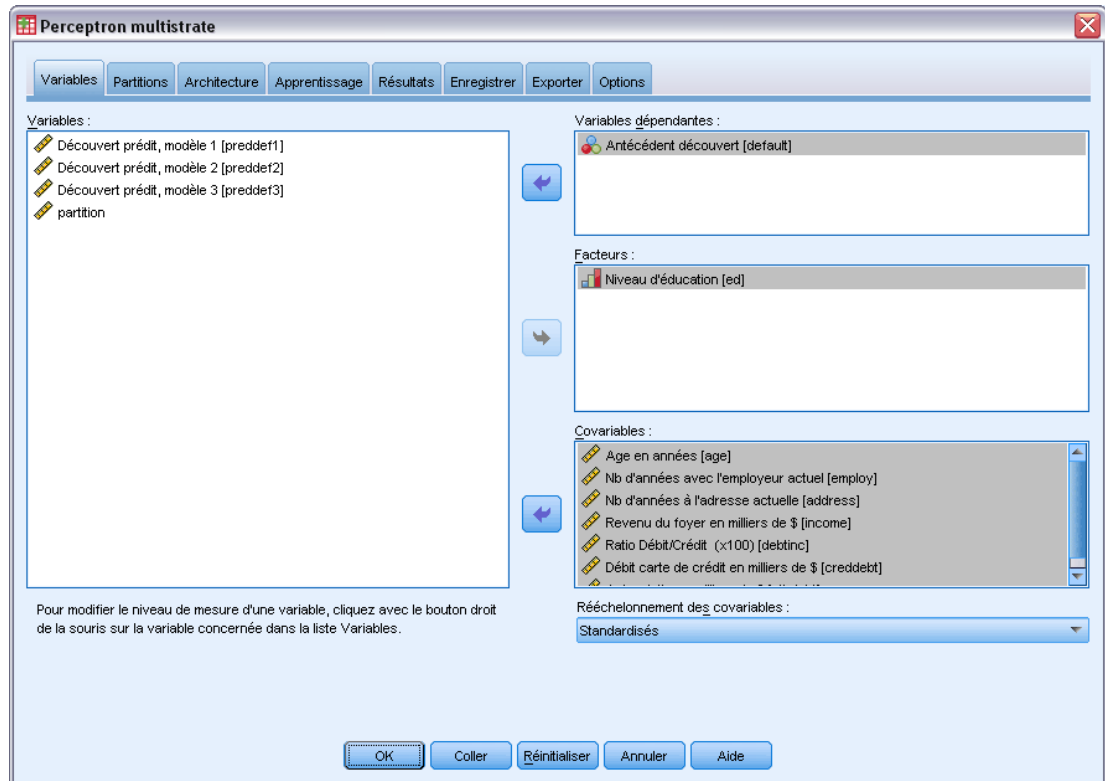 Perceptron multistrate
Variables Partitions Architecture Apprentissage Résultats Enregistrer Exporter Options
Variables :
Découvert prédit, modèle 1 [preddef1]
Découvert prédit, modèle 2 [preddef2]
Découvert prédit, modèle 3 [preddef3]
partition
Pour modifier le niveau de mesure d'une variable, cliquez avec le bouton droit
de la souris sur la variable concernée dans la liste Variables.
Variables dépendantes :
Antécédent découvert [default]
Facteurs :
Niveau d'éducation [ed]
Covariables :
Age en années [age]
Nb d'années avec l'employeur actuel [employ]
Nb d'années à l'adresse actuelle [address]
Revenu du foyer en milliers de $ [income]
Ratio Débit/Crédit (x100) [debtinc]
Débit carte de crédit en milliers de $ [creddebt]
Rééchelonnement des covariables :
Standardisés
OK Coller Réinitialiser Annuler Aide